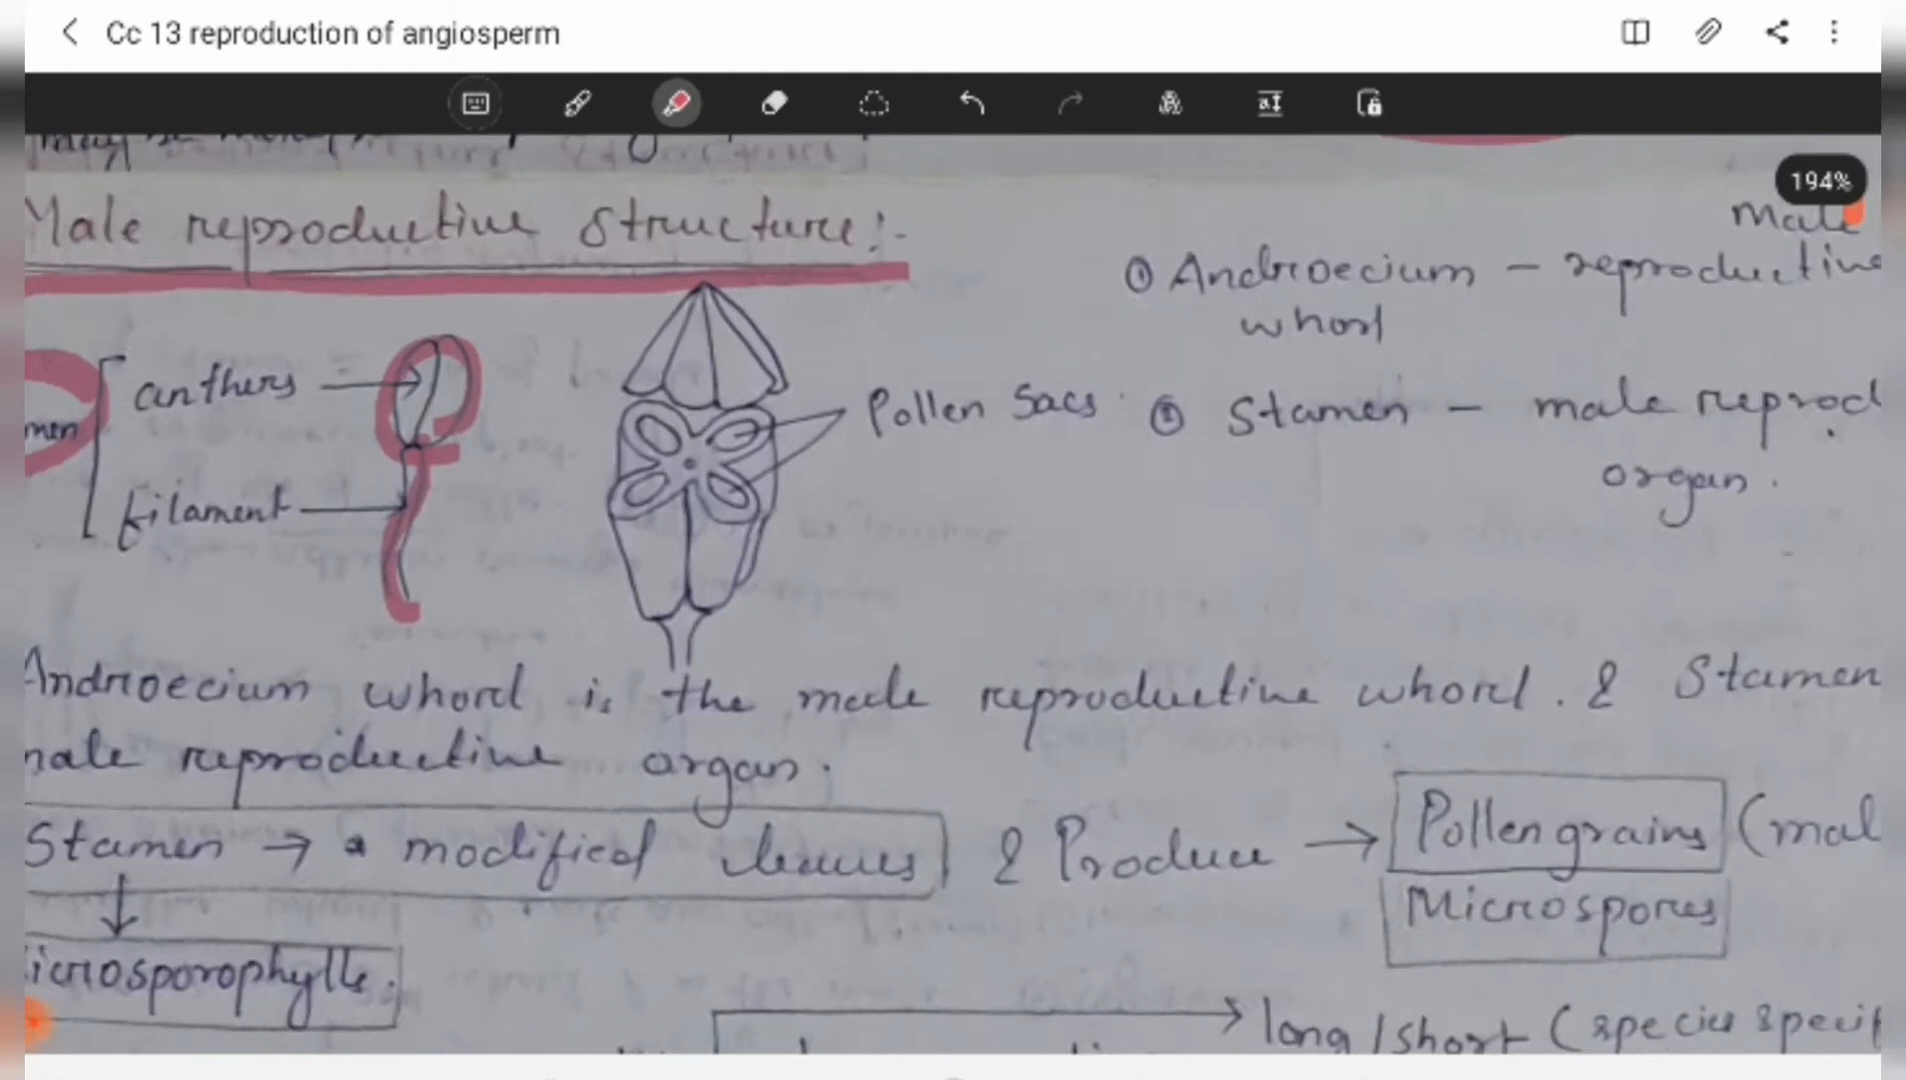 Cc 13 reproduction of angiosperm
194%
Male reproductive structure:-
male
① Androecium - reproductive
whorl
anthers
men
filament
Pollen Sacs
② Stamen - male reprod
organ.
Androecium whorl is the male reproductive whorl. & Stamen
male reproductive organ.
Stamen → a modified leaves & Produce → Pollen grains (mal
Microspores
icrosporophylls.
long/short (species specif